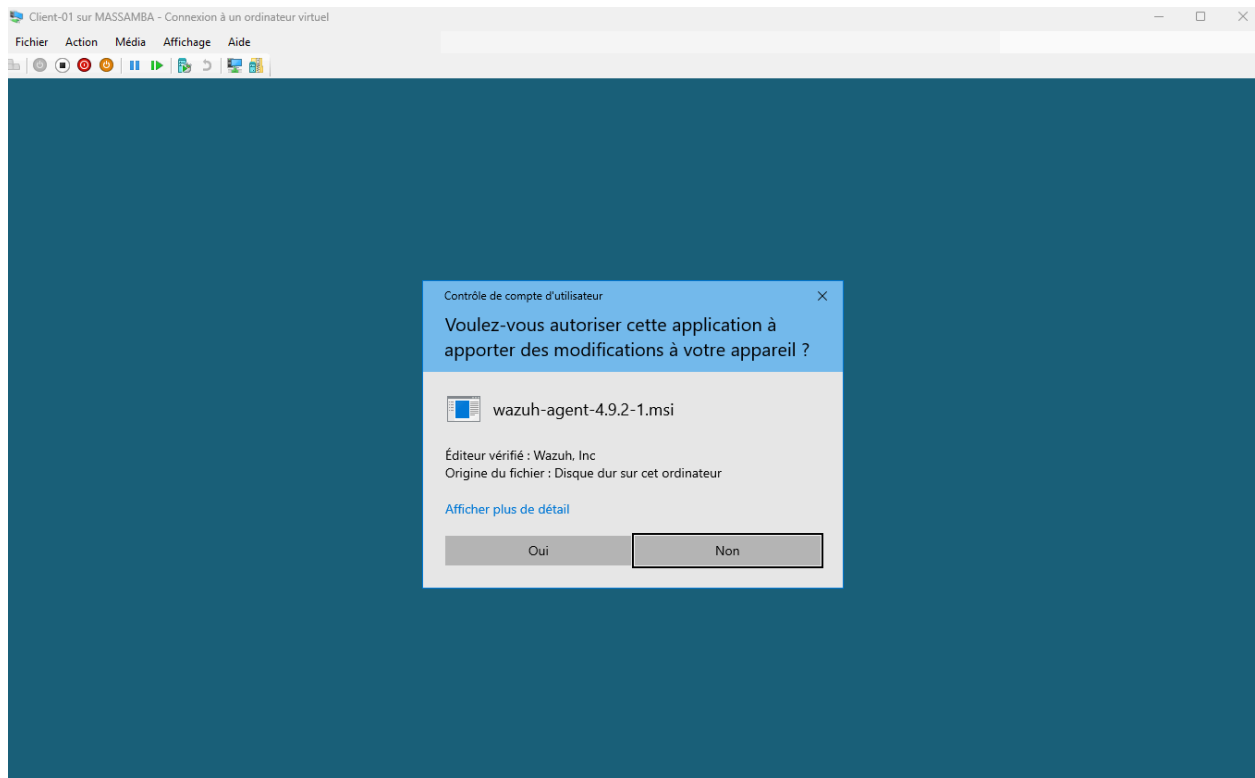 Client-01 sur MASSAMBA - Connexion à un ordinateur virtuel
Fichier Action Média Affichage Aide
Contrôle de compte d'utilisateur
Voulez-vous autoriser cette application à
apporter des modifications à votre appareil ?
wazuh-agent-4.9.2-1.msi
Éditeur vérifié : Wazuh, Inc
Origine du fichier : Disque dur sur cet ordinateur
Afficher plus de détail
Oui Non